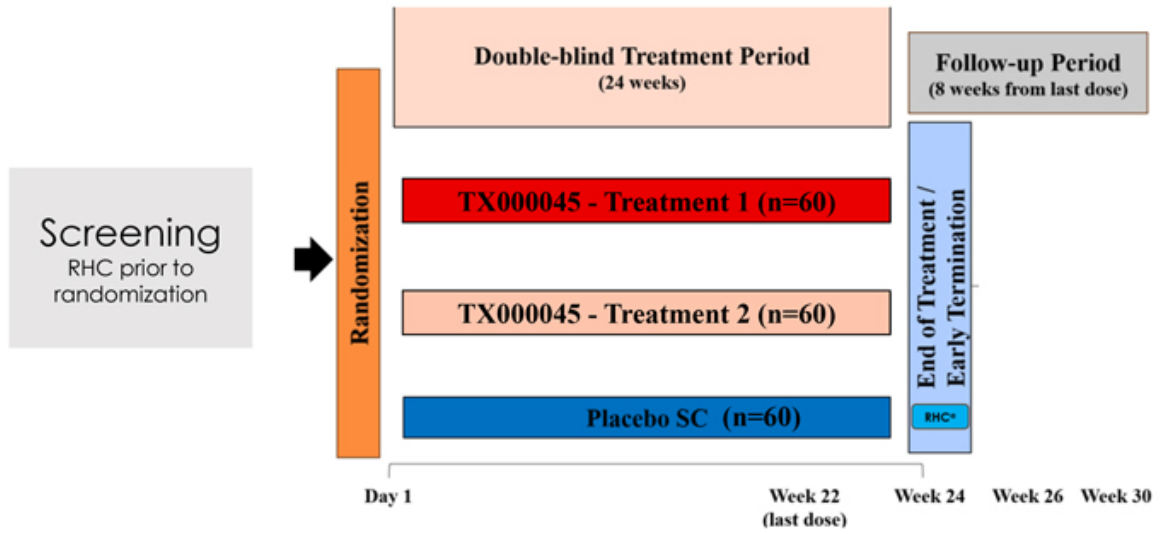 Screening
RHC prior to
randomization
Randomization
Double-blind Treatment Period
(24 weeks)
TX000045 - Treatment 1 (n=60)
TX000045 - Treatment 2 (n=60)
Placebo SC (n=60)
Follow-up Period
(8 weeks from last dose)
End of Treatment /
Early Termination
RHC
Day 1
Week 22
(last dose)
Week 24
Week 26
Week 30